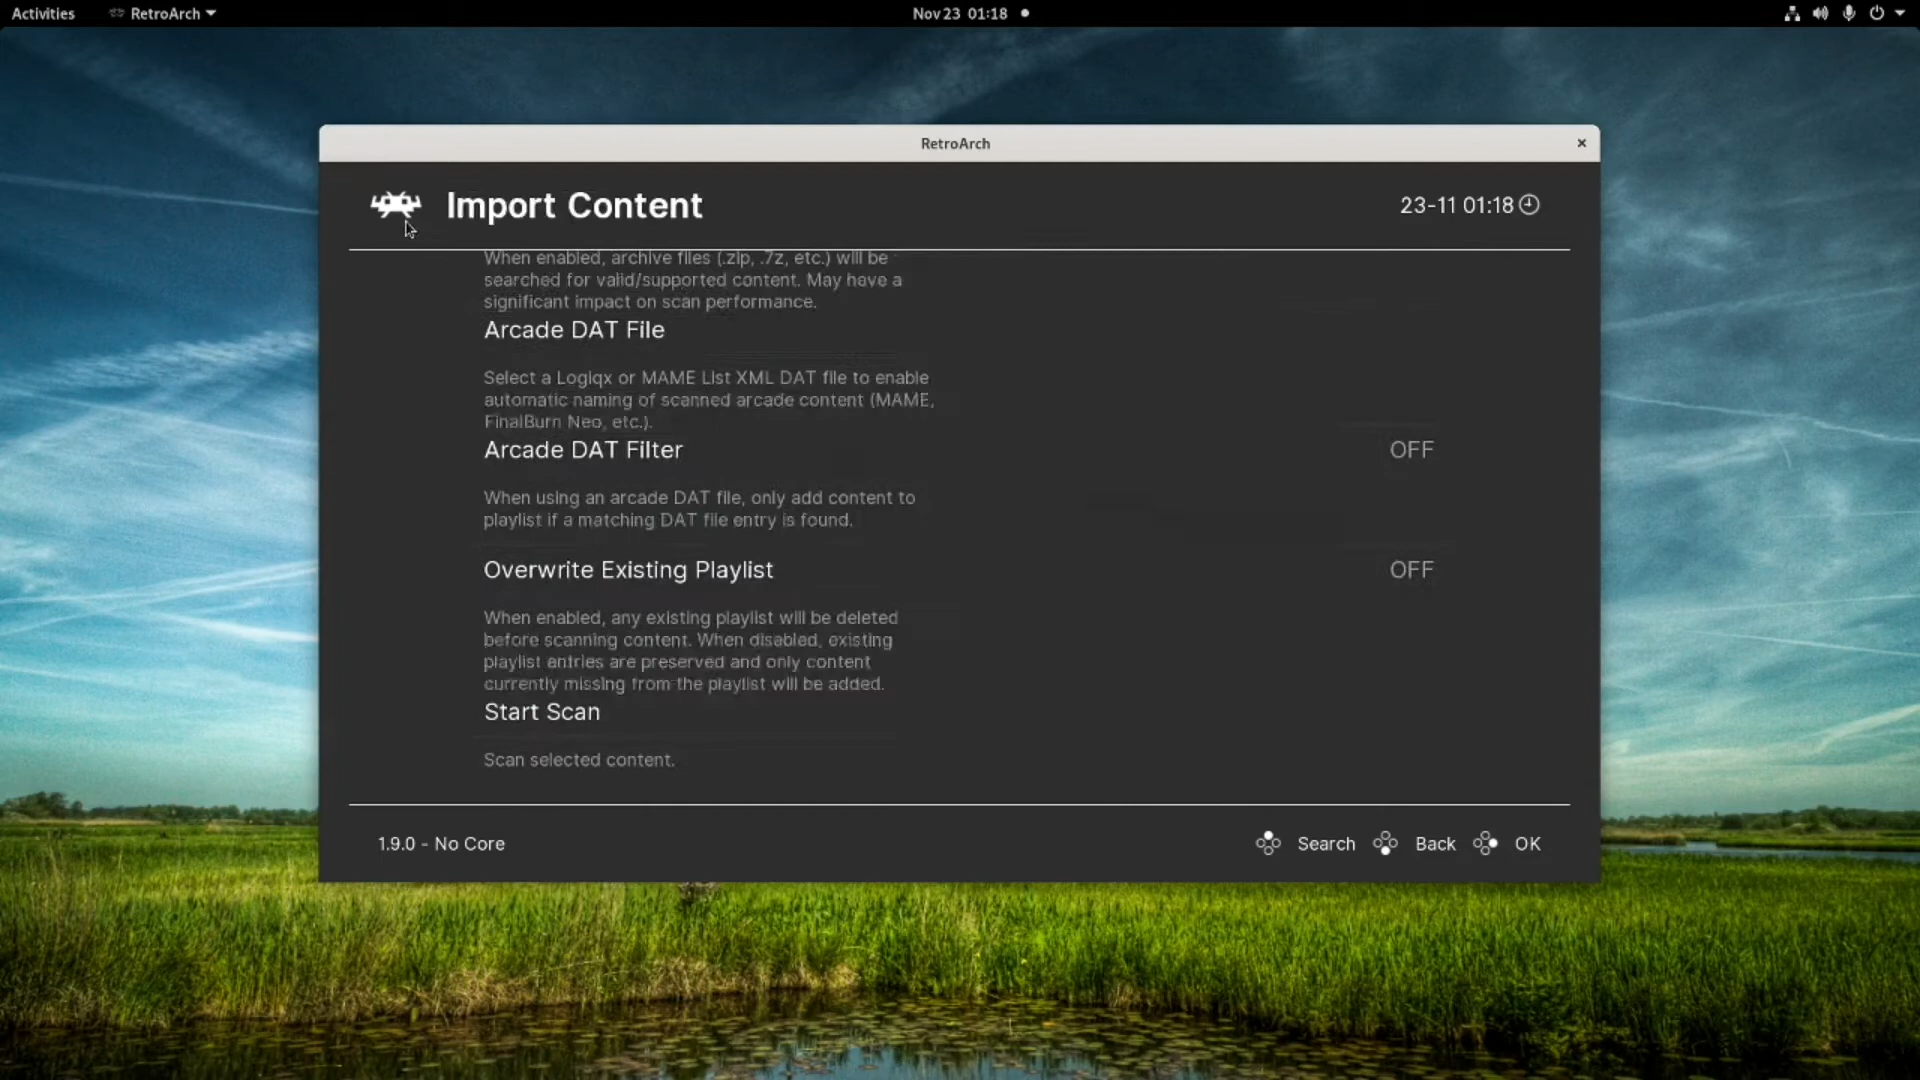 Activities
RetroArch
Nov 23 01:18
RetroArch
×
Import Content
23-11 01:18
When enabled, archive files (.zip, .7z, etc.) will be
searched for valid/supported content. May have a
significant impact on scan performance.
Arcade DAT File
Select a Logiqx or MAME List XML DAT file to enable
automatic naming of scanned arcade content (MAME,
FinalBurn Neo, etc.).
Arcade DAT Filter
OFF
When using an arcade DAT file, only add content to
playlist if a matching DAT file entry is found.
Overwrite Existing Playlist
OFF
When enabled, any existing playlist will be deleted
before scanning content. When disabled, existing
playlist entries are preserved and only content
currently missing from the playlist will be added.
Start Scan
Scan selected content.
1.9.0 - No Core
Search
Back
OK